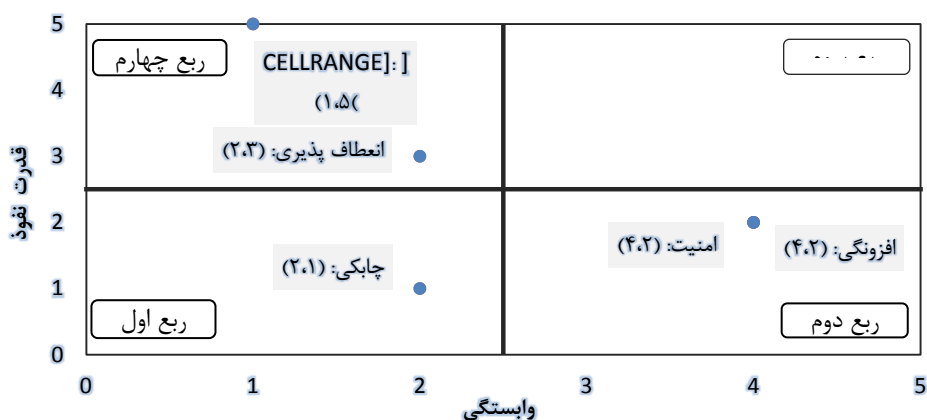 5
4
3
2
1
0
0
1
2
3
4
5
قدرت نفوذ
وابستگی
ربع چهارم
ربع اول
ربع دوم
CELLRANGE]: ]
)۱،۵(
انعطاف پذیری: (۲،۳)
چابکی: (۲،۱)
امنیت: (۴،۲)
افزونگی: (۴،۲)